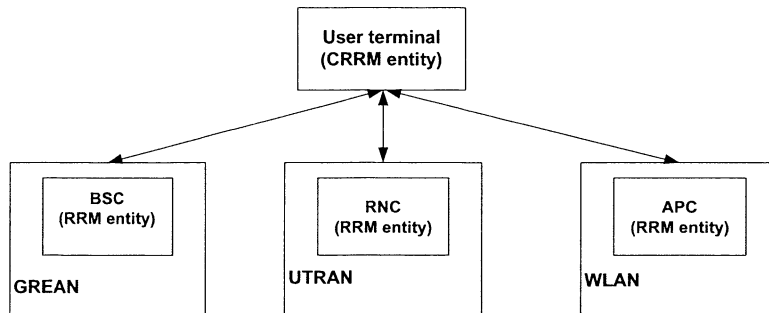 User terminal
(CRRM entity)
BSC
(RRM entity)
GREAN
RNC
(RRM entity)
UTRAN
APC
(RRM entity)
WLAN